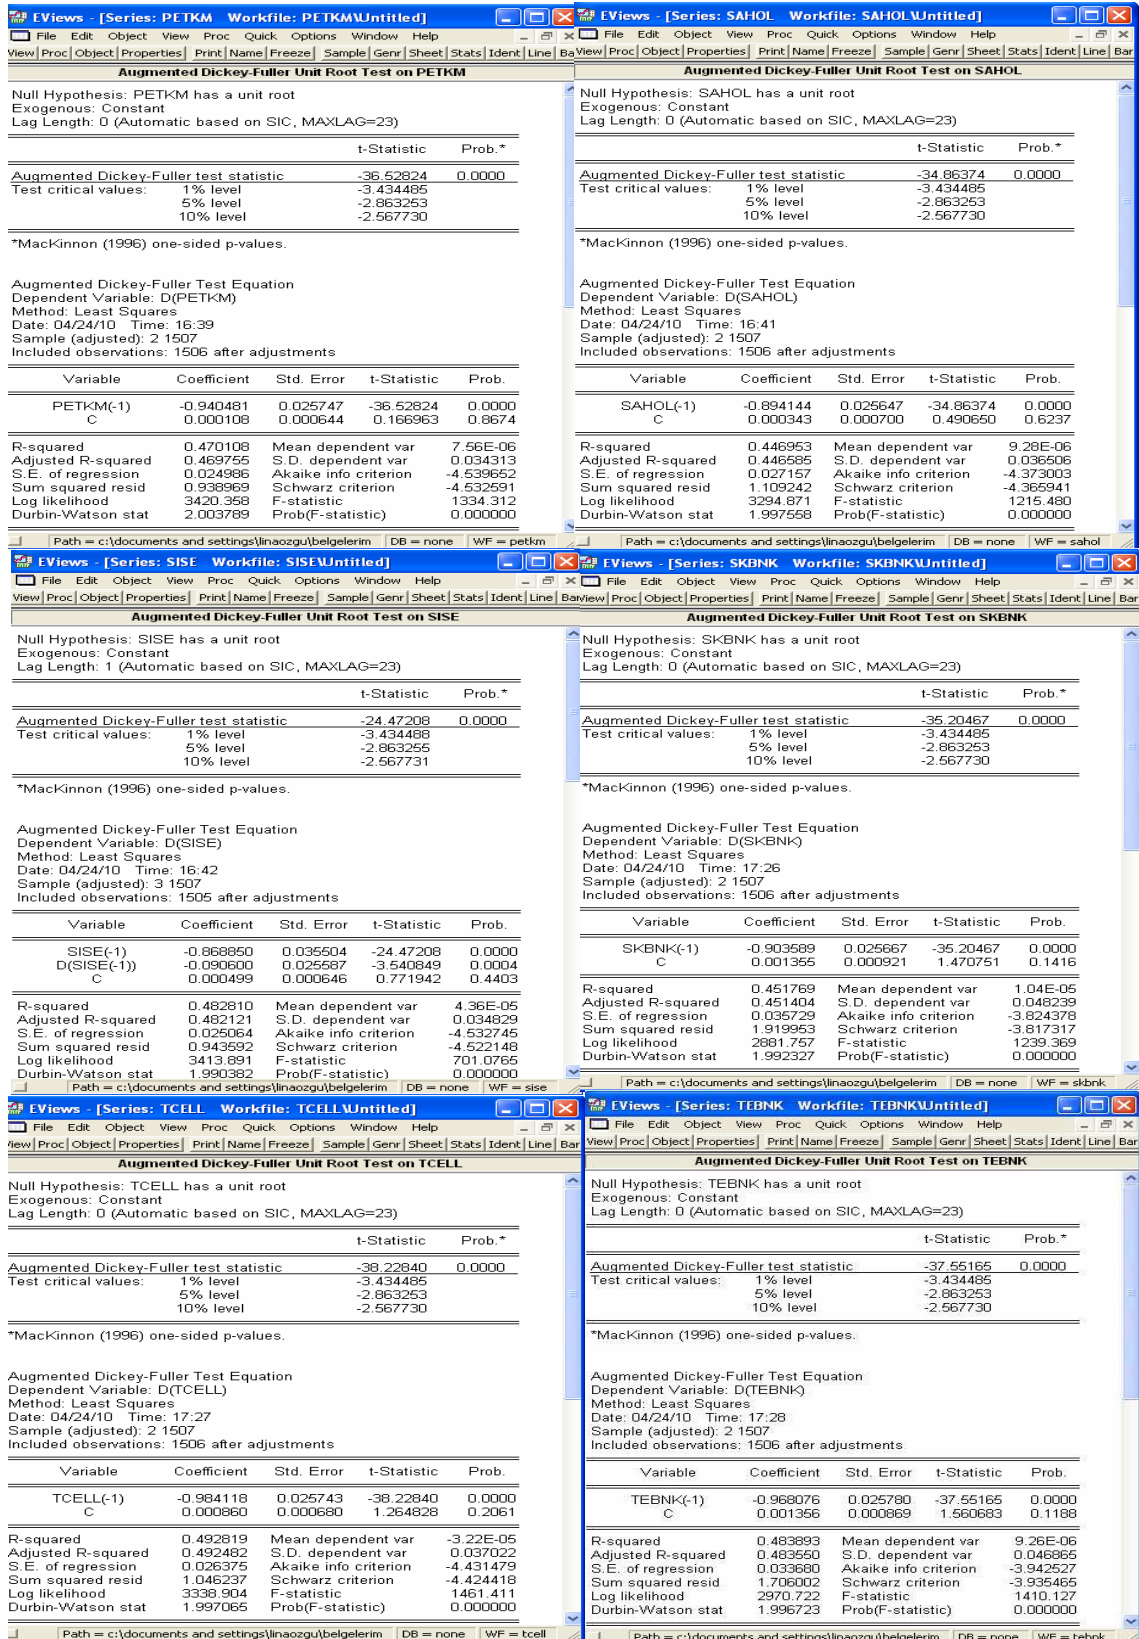 EViews - [Series: PETKM   Workfile: PETKM\Untitled]
File Edit Object View Proc Quick Options Window Help
View Proc Object Properties Print Name Freeze Sample Genr Sheet Stats Ident Line Ba
Augmented Dickey-Fuller Unit Root Test on PETKM
Null Hypothesis: PETKM has a unit root
Exogenous: Constant
Lag Length: 0 (Automatic based on SIC, MAXLAG=23)
t-Statistic Prob.*
Augmented Dickey-Fuller test statistic -36.52824 0.0000
Test critical values: 1% level -3.434485
5% level -2.863253
10% level -2.567730
*MacKinnon (1996) one-sided p-values.
Augmented Dickey-Fuller Test Equation
Dependent Variable: D(PETKM)
Method: Least Squares
Date: 04/24/10 Time: 16:39
Sample (adjusted): 2 1507
Included observations: 1506 after adjustments
Variable Coefficient Std. Error t-Statistic Prob.
PETKM(-1) -0.940481 0.025747 -36.52824 0.0000
C 0.000108 0.000644 0.166963 0.8674
R-squared 0.470108 Mean dependent var 7.56E-06
Adjusted R-squared 0.469755 S.D. dependent var 0.034313
S.E. of regression 0.024986 Akaike info criterion -4.539652
Sum squared resid 0.938969 Schwarz criterion -4.532591
Log likelihood 3420.358 F-statistic 1334.312
Durbin-Watson stat 2.003789 Prob(F-statistic) 0.000000
Path = c:\documents and settings\linaozgu\belgelerim DB = none WF = petkm
EViews - [Series: SAHOL   Workfile: SAHOL\Untitled]
File Edit Object View Proc Quick Options Window Help
View Proc Object Properties Print Name Freeze Sample Genr Sheet Stats Ident Line Bar
Augmented Dickey-Fuller Unit Root Test on SAHOL
Null Hypothesis: SAHOL has a unit root
Exogenous: Constant
Lag Length: 0 (Automatic based on SIC, MAXLAG=23)
t-Statistic Prob.*
Augmented Dickey-Fuller test statistic -34.86374 0.0000
Test critical values: 1% level -3.434485
5% level -2.863253
10% level -2.567730
*MacKinnon (1996) one-sided p-values.
Augmented Dickey-Fuller Test Equation
Dependent Variable: D(SAHOL)
Method: Least Squares
Date: 04/24/10 Time: 16:41
Sample (adjusted): 2 1507
Included observations: 1506 after adjustments
Variable Coefficient Std. Error t-Statistic Prob.
SAHOL(-1) -0.894144 0.025647 -34.86374 0.0000
C 0.000343 0.000700 0.490650 0.6237
R-squared 0.446953 Mean dependent var 9.28E-06
Adjusted R-squared 0.446585 S.D. dependent var 0.036506
S.E. of regression 0.027157 Akaike info criterion -4.373003
Sum squared resid 1.109242 Schwarz criterion -4.365941
Log likelihood 3294.871 F-statistic 1215.480
Durbin-Watson stat 1.997558 Prob(F-statistic) 0.000000
Path = c:\documents and settings\linaozgu\belgelerim DB = none WF = sahol
EViews - [Series: SISE   Workfile: SISE\Untitled]
File Edit Object View Proc Quick Options Window Help
View Proc Object Properties Print Name Freeze Sample Genr Sheet Stats Ident Line Ba
Augmented Dickey-Fuller Unit Root Test on SISE
Null Hypothesis: SISE has a unit root
Exogenous: Constant
Lag Length: 1 (Automatic based on SIC, MAXLAG=23)
t-Statistic Prob.*
Augmented Dickey-Fuller test statistic -24.47208 0.0000
Test critical values: 1% level -3.434488
5% level -2.863255
10% level -2.567731
*MacKinnon (1996) one-sided p-values.
Augmented Dickey-Fuller Test Equation
Dependent Variable: D(SISE)
Method: Least Squares
Date: 04/24/10 Time: 16:42
Sample (adjusted): 3 1507
Included observations: 1505 after adjustments
Variable Coefficient Std. Error t-Statistic Prob.
SISE(-1) -0.868850 0.035504 -24.47208 0.0000
D(SISE(-1)) -0.090600 0.025587 -3.540849 0.0004
C 0.000499 0.000646 0.771942 0.4403
R-squared 0.482810 Mean dependent var 4.36E-05
Adjusted R-squared 0.482121 S.D. dependent var 0.034829
S.E. of regression 0.025064 Akaike info criterion -4.532745
Sum squared resid 0.943592 Schwarz criterion -4.522148
Log likelihood 3413.891 F-statistic 701.0765
Durbin-Watson stat 1.990382 Prob(F-statistic) 0.000000
Path = c:\documents and settings\linaozgu\belgelerim DB = none WF = sise
EViews - [Series: SKBNK   Workfile: SKBNK\Untitled]
File Edit Object View Proc Quick Options Window Help
View Proc Object Properties Print Name Freeze Sample Genr Sheet Stats Ident Line Bar
Augmented Dickey-Fuller Unit Root Test on SKBNK
Null Hypothesis: SKBNK has a unit root
Exogenous: Constant
Lag Length: 0 (Automatic based on SIC, MAXLAG=23)
t-Statistic Prob.*
Augmented Dickey-Fuller test statistic -35.20467 0.0000
Test critical values: 1% level -3.434485
5% level -2.863253
10% level -2.567730
*MacKinnon (1996) one-sided p-values.
Augmented Dickey-Fuller Test Equation
Dependent Variable: D(SKBNK)
Method: Least Squares
Date: 04/24/10 Time: 17:26
Sample (adjusted): 2 1507
Included observations: 1506 after adjustments
Variable Coefficient Std. Error t-Statistic Prob.
SKBNK(-1) -0.903589 0.025667 -35.20467 0.0000
C 0.001355 0.000921 1.470751 0.1416
R-squared 0.451769 Mean dependent var 1.04E-05
Adjusted R-squared 0.451404 S.D. dependent var 0.048239
S.E. of regression 0.035729 Akaike info criterion -3.824378
Sum squared resid 1.919953 Schwarz criterion -3.817317
Log likelihood 2881.757 F-statistic 1239.369
Durbin-Watson stat 1.992327 Prob(F-statistic) 0.000000
Path = c:\documents and settings\linaozgu\belgelerim DB = none WF = skbnk
EViews - [Series: TCELL   Workfile: TCELL\Untitled]
File Edit Object View Proc Quick Options Window Help
View Proc Object Properties Print Name Freeze Sample Genr Sheet Stats Ident Line Bar
Augmented Dickey-Fuller Unit Root Test on TCELL
Null Hypothesis: TCELL has a unit root
Exogenous: Constant
Lag Length: 0 (Automatic based on SIC, MAXLAG=23)
t-Statistic Prob.*
Augmented Dickey-Fuller test statistic -38.22840 0.0000
Test critical values: 1% level -3.434485
5% level -2.863253
10% level -2.567730
*MacKinnon (1996) one-sided p-values.
Augmented Dickey-Fuller Test Equation
Dependent Variable: D(TCELL)
Method: Least Squares
Date: 04/24/10 Time: 17:27
Sample (adjusted): 2 1507
Included observations: 1506 after adjustments
Variable Coefficient Std. Error t-Statistic Prob.
TCELL(-1) -0.984118 0.025743 -38.22840 0.0000
C 0.000860 0.000680 1.264828 0.2061
R-squared 0.492819 Mean dependent var -3.22E-05
Adjusted R-squared 0.492482 S.D. dependent var 0.037022
S.E. of regression 0.026375 Akaike info criterion -4.431479
Sum squared resid 1.046237 Schwarz criterion -4.424418
Log likelihood 3338.904 F-statistic 1461.411
Durbin-Watson stat 1.997065 Prob(F-statistic) 0.000000
Path = c:\documents and settings\linaozgu\belgelerim DB = none WF = tcell
EViews - [Series: TEBNK   Workfile: TEBNK\Untitled]
File Edit Object View Proc Quick Options Window Help
View Proc Object Properties Print Name Freeze Sample Genr Sheet Stats Ident Line Bar
Augmented Dickey-Fuller Unit Root Test on TEBNK
Null Hypothesis: TEBNK has a unit root
Exogenous: Constant
Lag Length: 0 (Automatic based on SIC, MAXLAG=23)
t-Statistic Prob.*
Augmented Dickey-Fuller test statistic -37.55165 0.0000
Test critical values: 1% level -3.434485
5% level -2.863253
10% level -2.567730
*MacKinnon (1996) one-sided p-values.
Augmented Dickey-Fuller Test Equation
Dependent Variable: D(TEBNK)
Method: Least Squares
Date: 04/24/10 Time: 17:28
Sample (adjusted): 2 1507
Included observations: 1506 after adjustments
Variable Coefficient Std. Error t-Statistic Prob.
TEBNK(-1) -0.968076 0.025780 -37.55165 0.0000
C 0.001356 0.000869 1.560683 0.1188
R-squared 0.483893 Mean dependent var 9.26E-06
Adjusted R-squared 0.483550 S.D. dependent var 0.046865
S.E. of regression 0.033680 Akaike info criterion -3.942527
Sum squared resid 1.706002 Schwarz criterion -3.935465
Log likelihood 2970.722 F-statistic 1410.127
Durbin-Watson stat 1.996723 Prob(F-statistic) 0.000000
Path = c:\documents and settings\linaozgu\belgelerim DB = none WF = tebnk